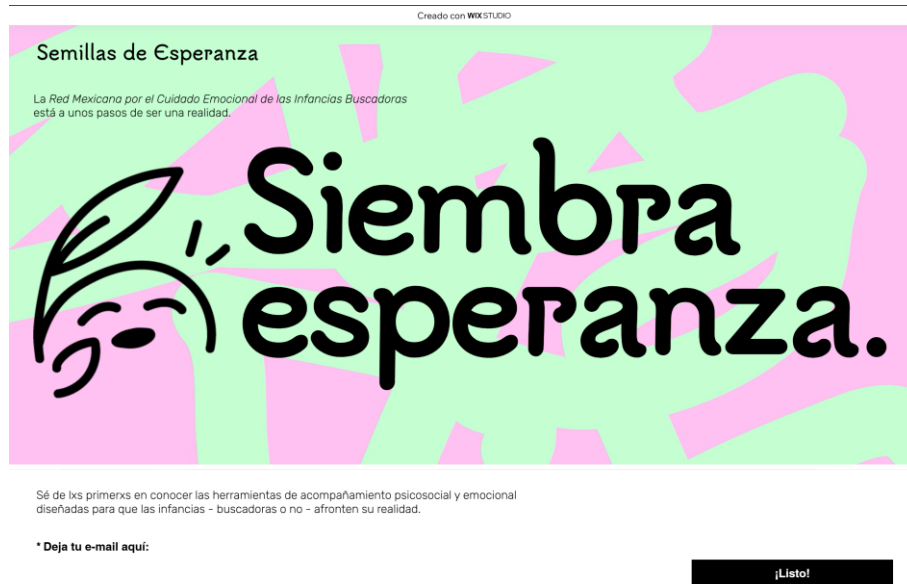 Creado con WIX STUDIO
Semillas de Esperanza
La Red Mexicana por el Cuidado Emocional de las Infancias Buscadoras
está a unos pasos de ser una realidad.
Siembra
esperanza.
Sé de lxs primerxs en conocer las herramientas de acompañamiento psicosocial y emocional
diseñadas para que las infancias - buscadoras o no - afronten su realidad.
* Deja tu e-mail aquí:
¡Listo!